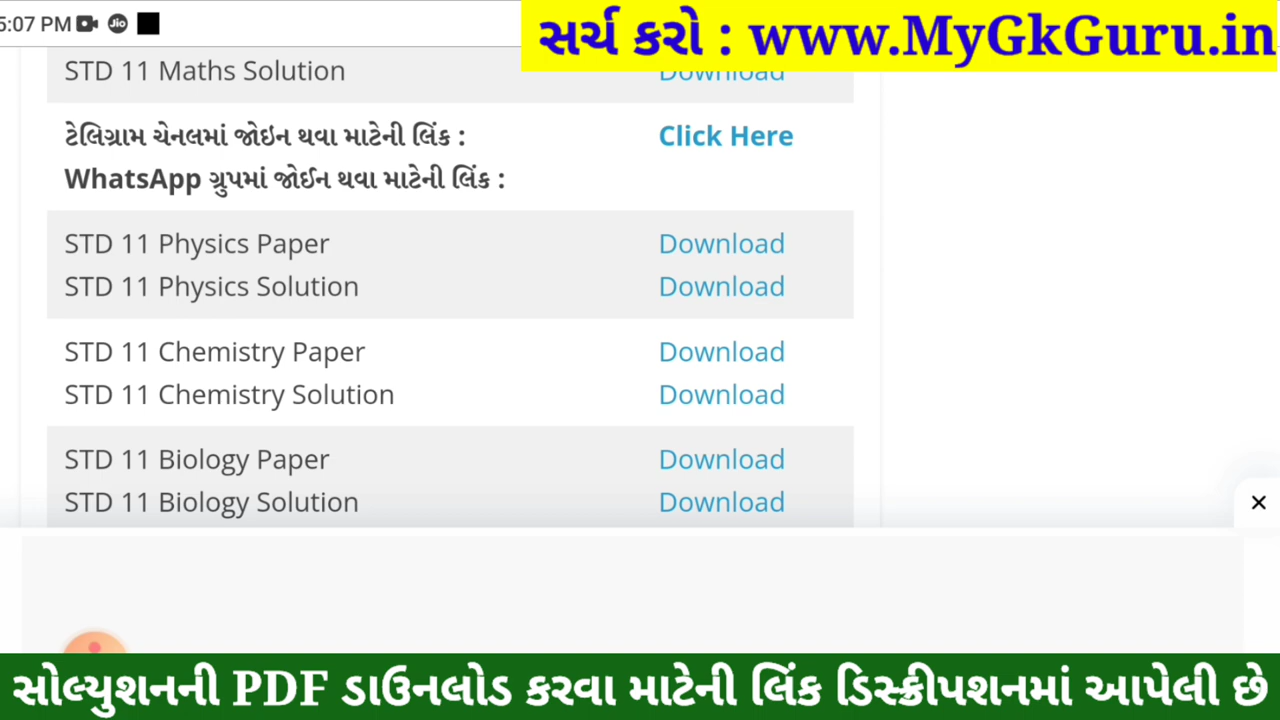 5:07 PM
Jio
સર્ચ કરો : www.MyGkGuru.in
STD 11 Maths Solution Download
ટેલિગ્રામ ચેનલમાં જોઇન થવા માટેની લિંક : Click Here
WhatsApp ગ્રુપમાં જોઈન થવા માટેની લિંક :
STD 11 Physics Paper Download
STD 11 Physics Solution Download
STD 11 Chemistry Paper Download
STD 11 Chemistry Solution Download
STD 11 Biology Paper Download
STD 11 Biology Solution Download
સોલ્યુશનની PDF ડાઉનલોડ કરવા માટેની લિંક ડિસ્ક્રીપશનમાં આપેલી છે